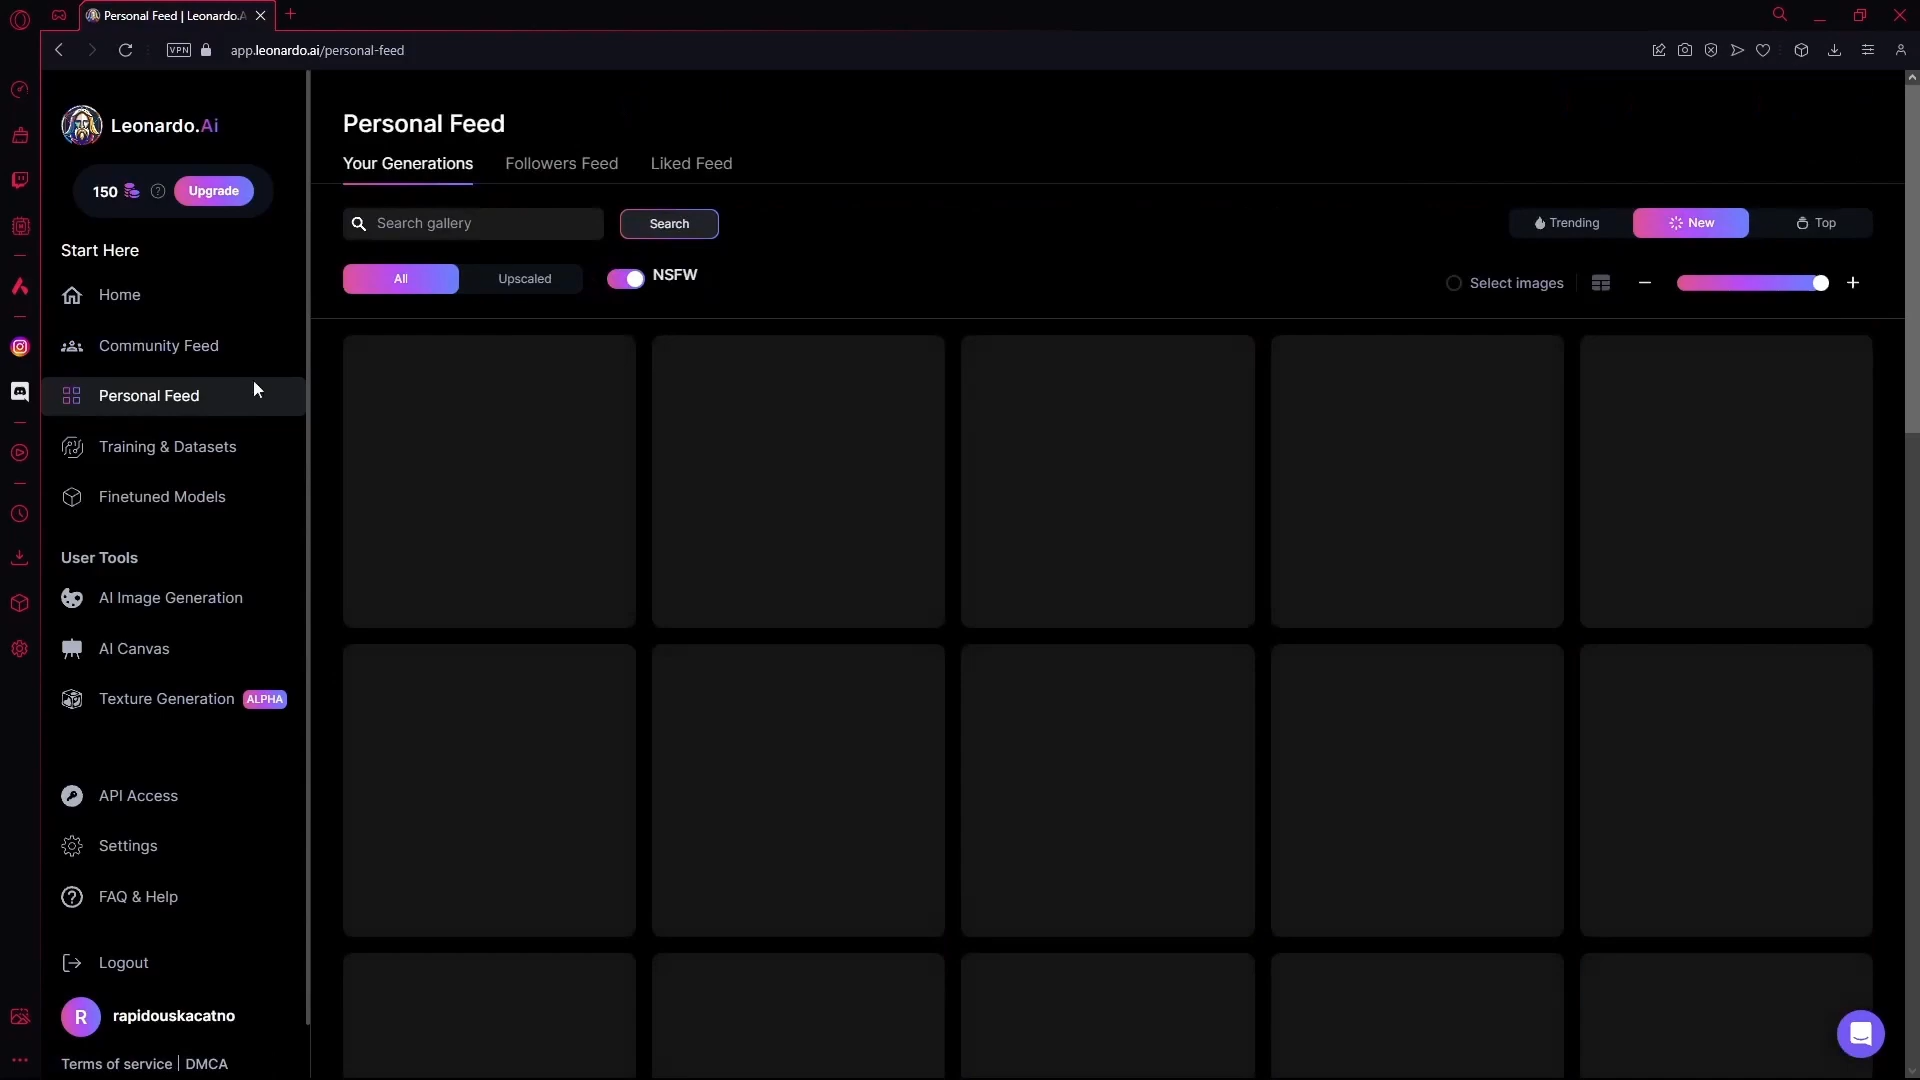 Personal Feed | Leonardo.A
VPN
app.leonardo.ai/personal-feed
Leonardo.Ai
150
Upgrade
Start Here
Home
Community Feed
Personal Feed
Training & Datasets
Finetuned Models
User Tools
AI Image Generation
AI Canvas
Texture Generation ALPHA
API Access
Settings
FAQ & Help
Logout
R rapidouskacatno
Terms of service | DMCA
Personal Feed
Your Generations Followers Feed Liked Feed
Search gallery Search
Trending New Top
All Upscaled NSFW
Select images